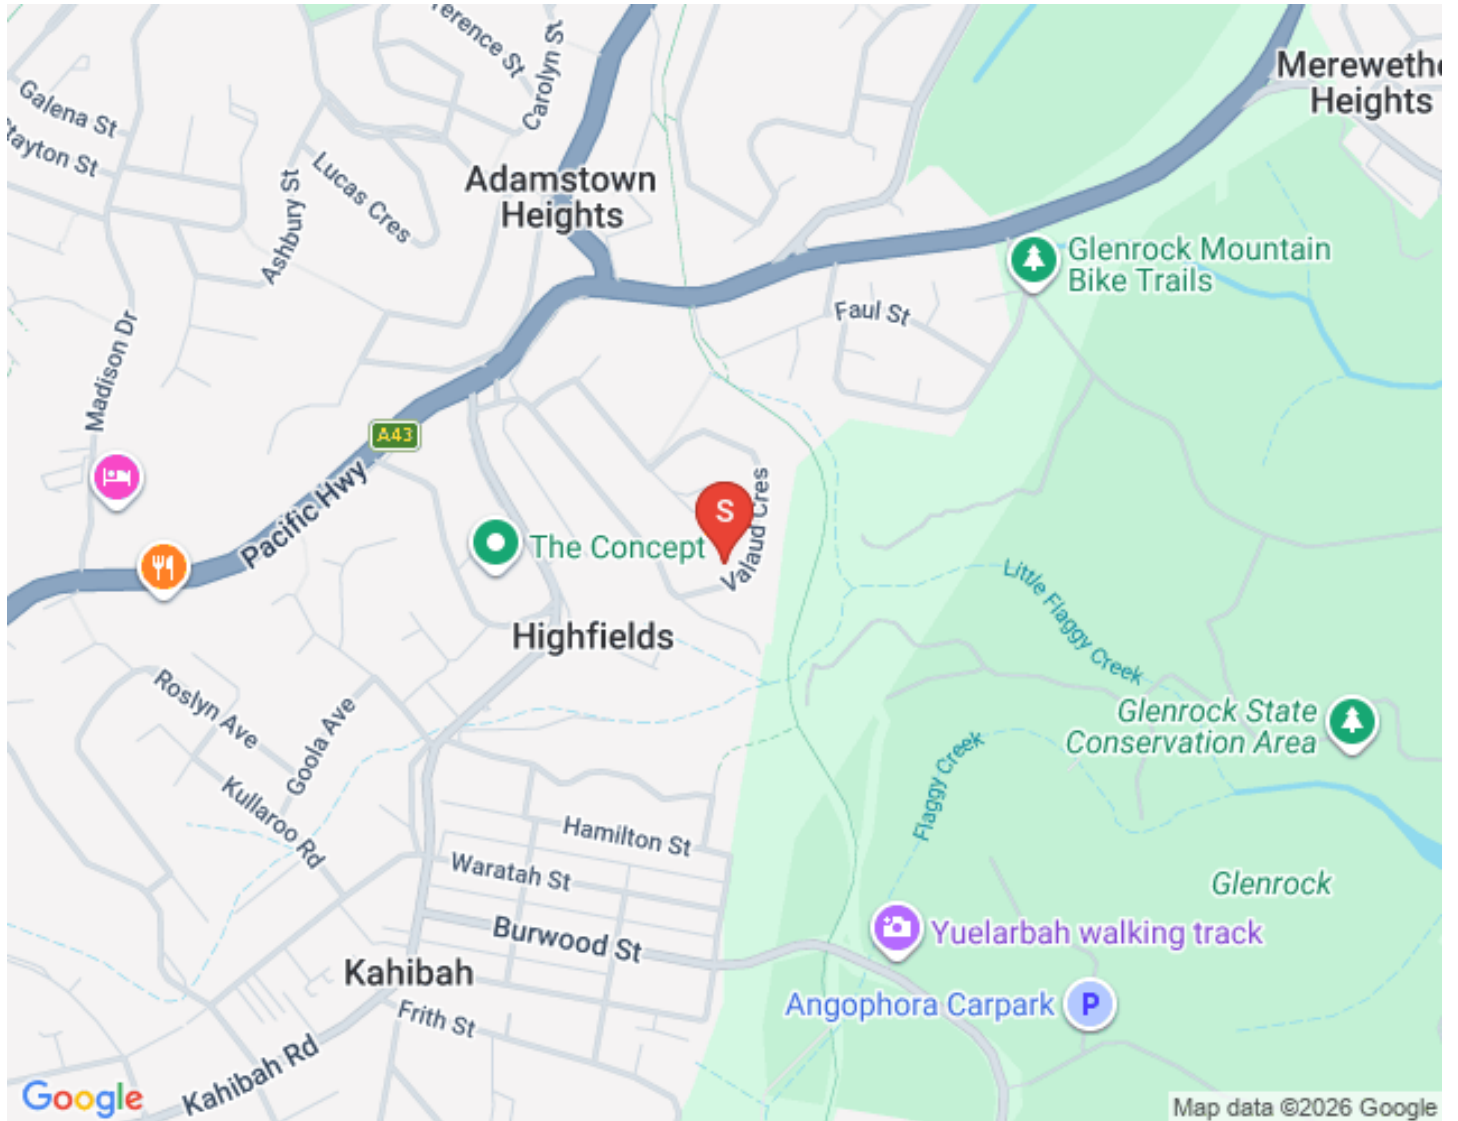 Terence St
Carolyn St
Merewethe
Heights
Galena St
tayton St
Lucas Cres
Ashbury St
Adamstown
Heights
Glenrock Mountain
Bike Trails
Faul St
Madison Dr
A43
Pacific Hwy
S
Valaud Cres
The Concept
Little Flaggy Creek
Highfields
Roslyn Ave
Goola Ave
Glenrock State
Conservation Area
Flaggy Creek
Kullaroo Rd
Hamilton St
Waratah St
Glenrock
Burwood St
Yuelarbah walking track
Kahibah
Angophora Carpark
P
Frith St
Kahibah Rd
Google
Map data ©2026 Google